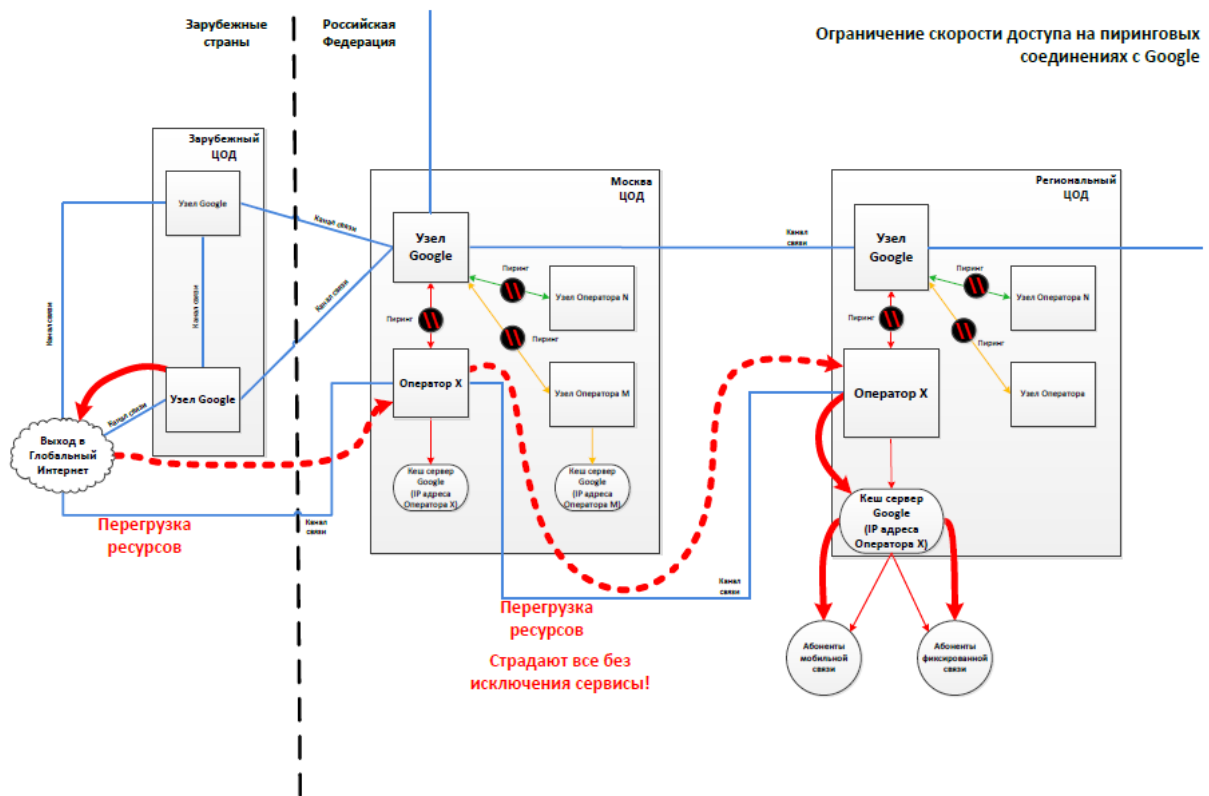 Зарубежные
страны
Российская
Федерация
Ограничение скорости доступа на пиринговых
соединениях с Google
Зарубежный
ЦОД
Узел Google
Канал связи
Канал связи
Канал связи
Канал связи
Узел Google
Канал связи
Выход в
Глобальный
Интернет
Перегрузка
ресурсов
Москва
ЦОД
Узел
Google
Пиринг
Узел Оператора N
Пиринг
Пиринг
Оператор X
Узел Оператора M
Кеш сервер
Google
(IP адреса
Оператора X)
Кеш сервер
Google
(IP адреса
Оператора M)
Канал
связи
Канал
связи
Канал
связи
Перегрузка
ресурсов
Страдают все без
исключения сервисы!
Региональный
ЦОД
Узел
Google
Пиринг
Узел Оператора N
Пиринг
Пиринг
Оператор X
Узел Оператора
Кеш сервер
Google
(IP адреса
Оператора X)
Абоненты
мобильной
связи
Абоненты
фиксированной
связи